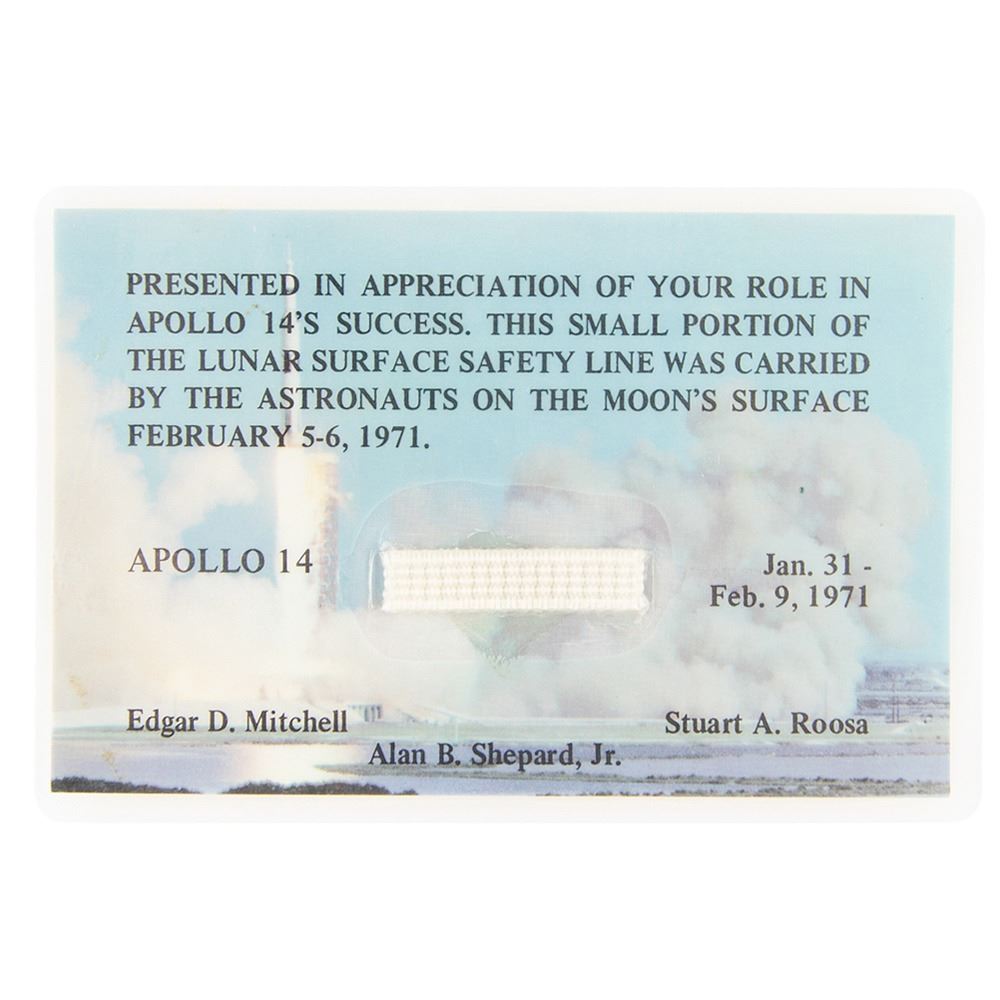 PRESENTED IN APPRECIATION OF YOUR ROLE IN
APOLLO 14'S SUCCESS. THIS SMALL PORTION OF
THE LUNAR SURFACE SAFETY LINE WAS CARRIED
BY THE ASTRONAUTS ON THE MOON'S SURFACE
FEBRUARY 5-6, 1971.
APOLLO 14
Jan. 31 -
Feb. 9, 1971
Edgar D. Mitchell
Stuart A. Roosa
Alan B. Shepard, Jr.